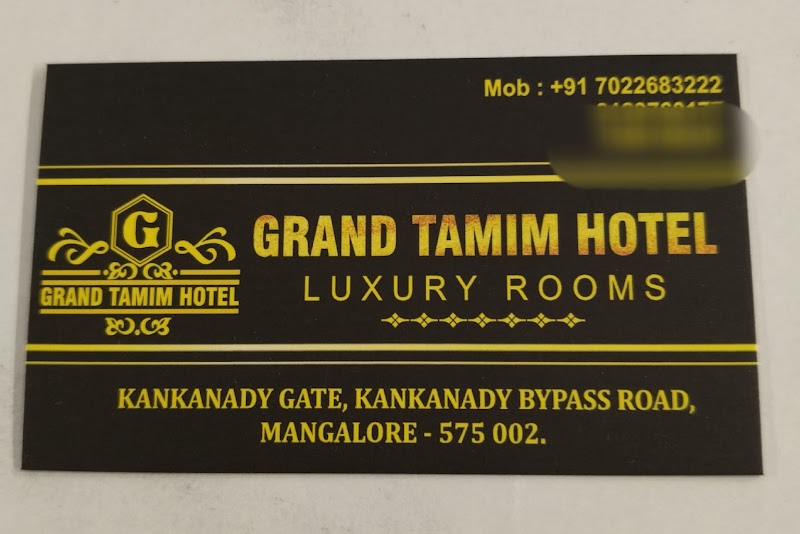 Mob : +91 7022683222
G
GRAND TAMIM HOTEL
GRAND TAMIM HOTEL
LUXURY ROOMS
KANKANADY GATE, KANKANADY BYPASS ROAD,
MANGALORE - 575 002.